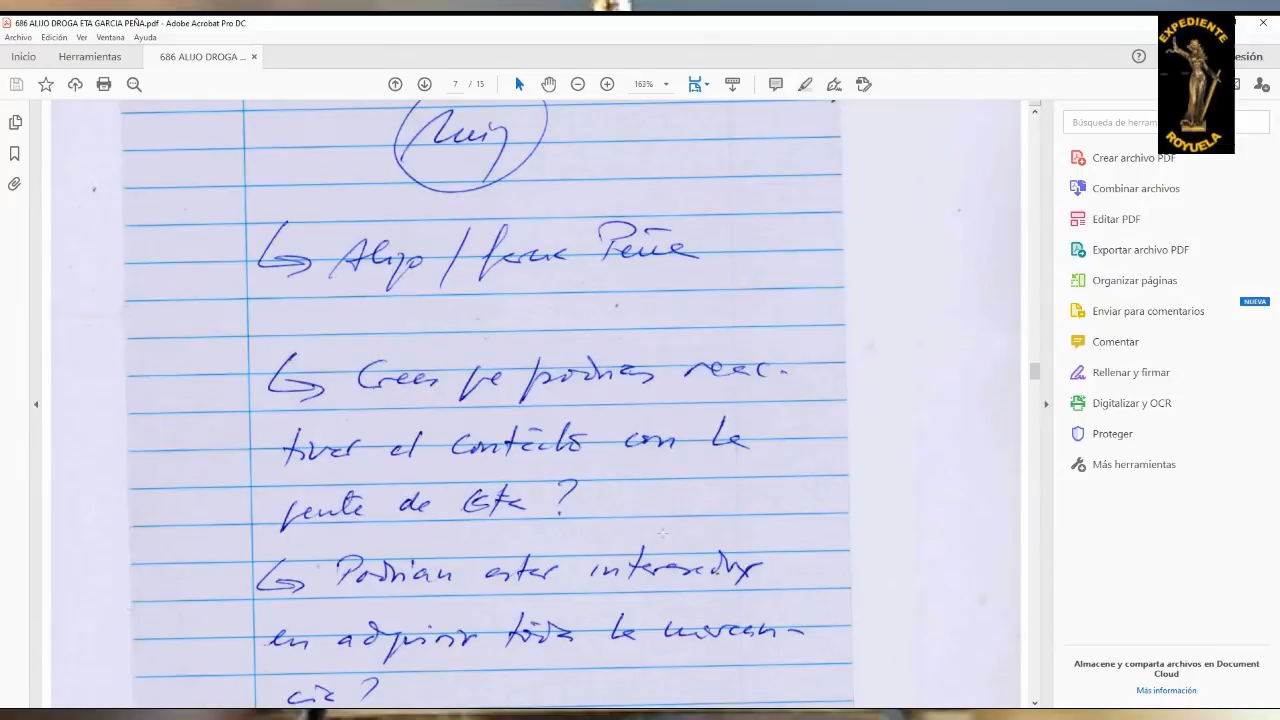 686 ALIJO DROGA ETA GARCIA PEÑA.pdf - Adobe Acrobat Pro DC
Archivo Edición Ver Ventana Ayuda
Inicio Herramientas 686 ALIJO DROGA ... ×
7 / 15 163%
esión
EXPEDIENTE
ROYUELA
Ruiz
Alijo / Peña
Crees que podrias reac-
tivar el contacto con la
gente de Eta?
Podrian estar interesados
en adquirir toda la mercan-
cia?
Búsqueda de herram
Crear archivo PDF
Combinar archivos
Editar PDF
Exportar archivo PDF
Organizar páginas
NUEVA
Enviar para comentarios
Comentar
Rellenar y firmar
Digitalizar y OCR
Proteger
Más herramientas
Almacene y comparta archivos en Document
Cloud
Más información